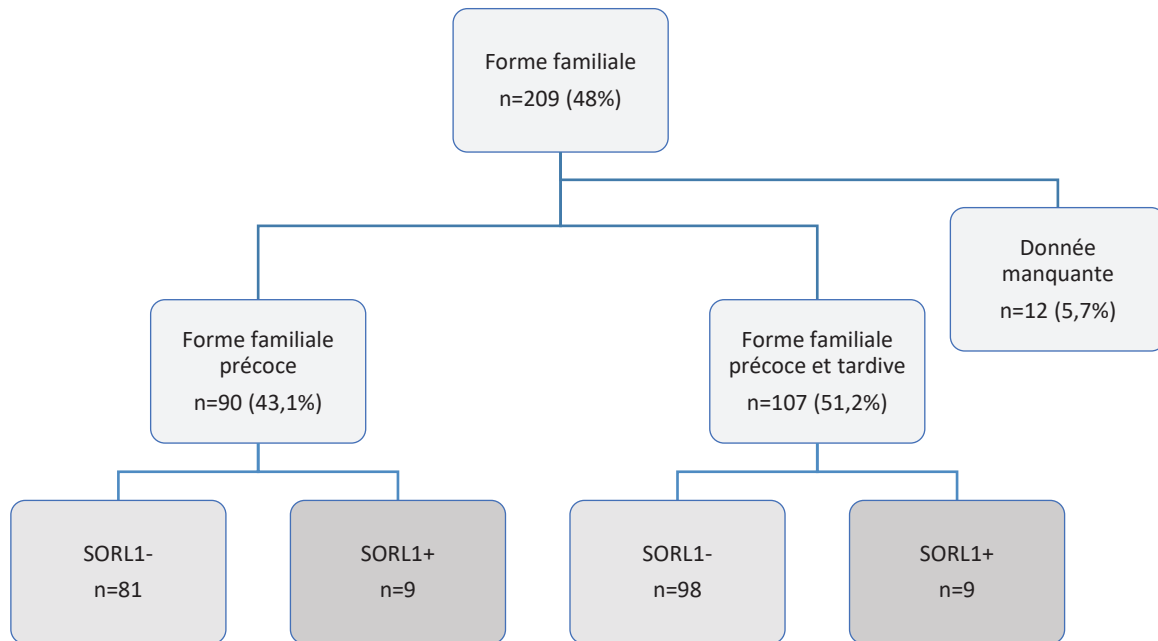 Forme familiale
n=209 (48%)
Donnée
manquante
n=12 (5,7%)
Forme familiale
précoce
n=90 (43,1%)
Forme familiale
précoce et tardive
n=107 (51,2%)
SORL1-
n=81
SORL1+
n=9
SORL1-
n=98
SORL1+
n=9